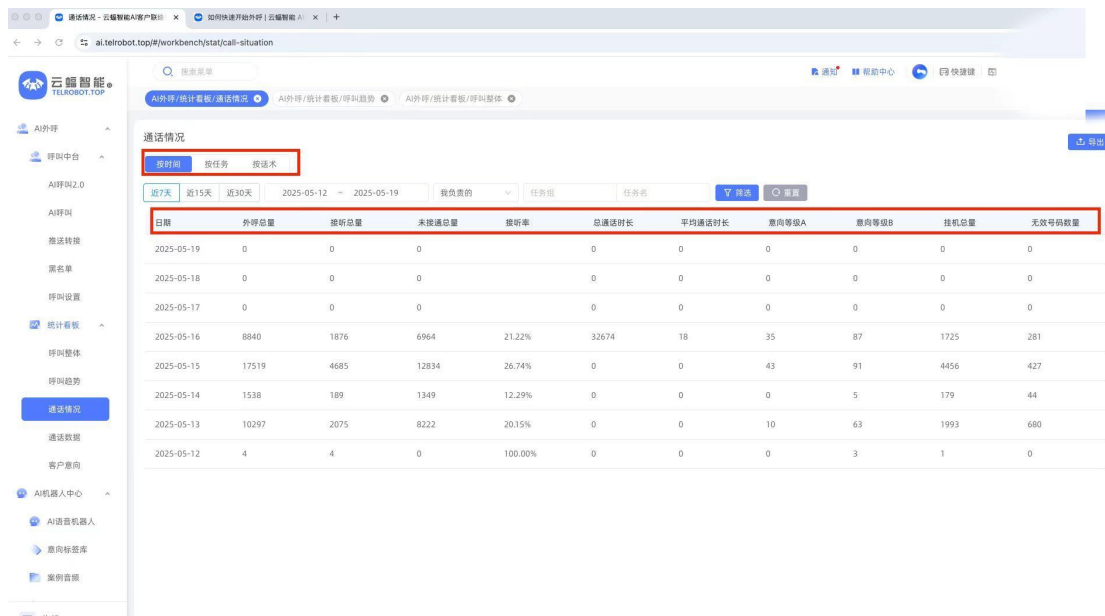 通话情况 - 云蝠智能AI客户联络 × 如何快速开始外呼 | 云蝠智能 AI × +
ai.telrobot.top/#/workbench/stat/call-situation
云蝠智能
TELROBOT.TOP
搜索菜单
通知 帮助中心 快捷键
AI外呼/统计看板/通话情况 AI外呼/统计看板/呼叫趋势 AI外呼/统计看板/呼叫整体
AI外呼
呼叫中台
AI呼叫2.0
AI呼叫
推送转接
黑名单
呼叫设置
统计看板
呼叫整体
呼叫趋势
通话情况
通话数据
客户意向
AI机器人中心
AI语音机器人
意向标签库
案例音频
通话情况
导出
按时间 按任务 按话术
近7天 近15天 近30天 2025-05-12 ~ 2025-05-19 我负责的 任务组 任务名 筛选 重置
日期 外呼总量 接听总量 未接通总量 接听率 总通话时长 平均通话时长 意向等级A 意向等级B 挂机总量 无效号码数量
2025-05-19 0 0 0 0 0 0 0 0 0
2025-05-18 0 0 0 0 0 0 0 0 0
2025-05-17 0 0 0 0 0 0 0 0 0
2025-05-16 8840 1876 6964 21.22% 32674 18 35 87 1725 281
2025-05-15 17519 4685 12834 26.74% 0 0 43 91 4456 427
2025-05-14 1538 189 1349 12.29% 0 0 0 5 179 44
2025-05-13 10297 2075 8222 20.15% 0 0 10 63 1993 680
2025-05-12 4 4 0 100.00% 0 0 0 3 1 0